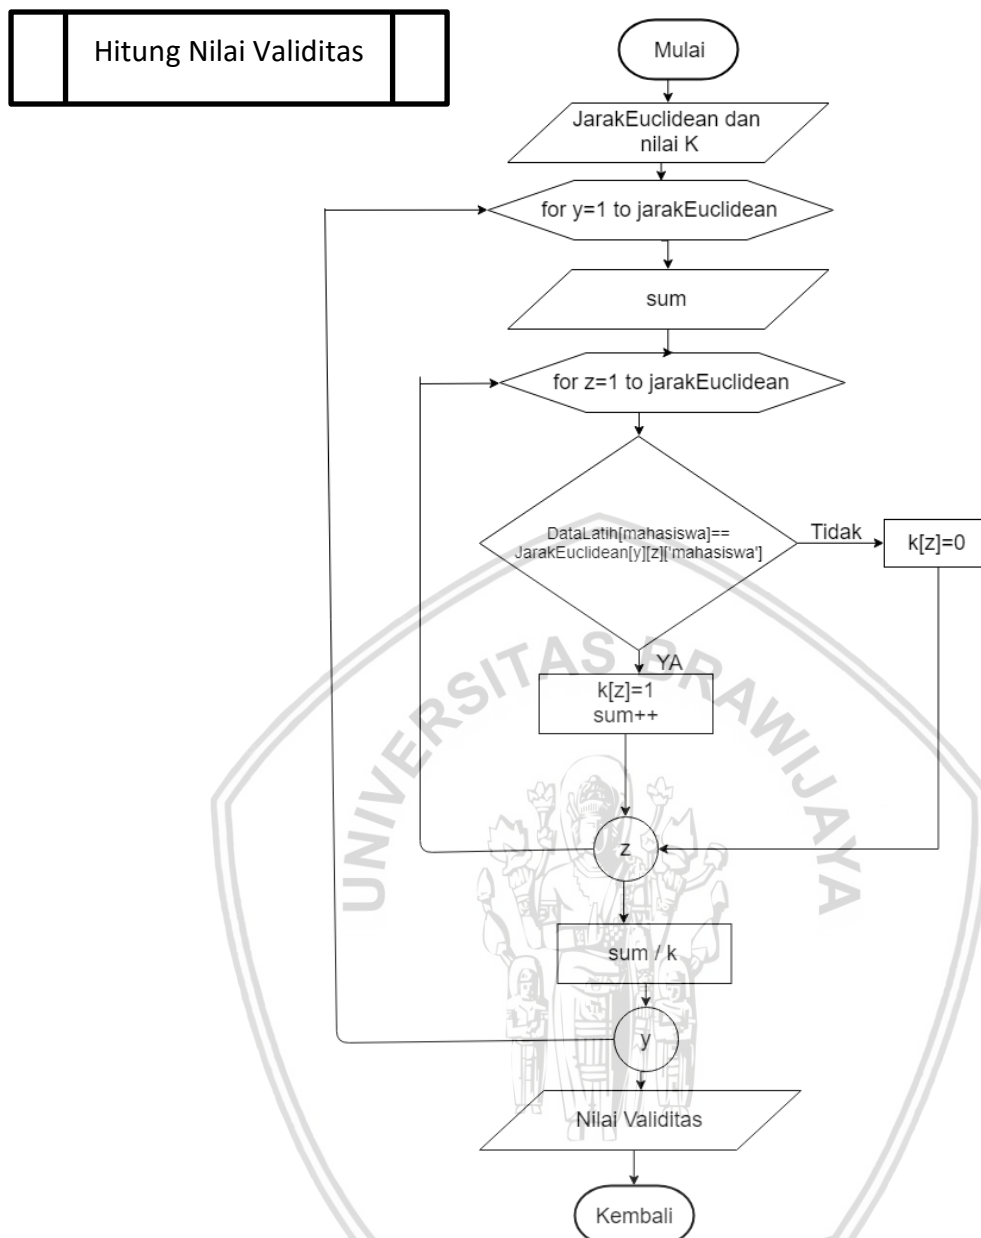 Hitung Nilai Validitas
Mulai
JarakEuclidean dan
nilai K
for y=1 to jarakEuclidean
sum
for z=1 to jarakEuclidean
DataLatih[mahasiswa]==
JarakEuclidean[y][z]['mahasiswa']
Tidak
k[z]=0
YA
k[z]=1
sum++
UNIVERSITAS BRAWIJAYA
z
sum / k
y
Nilai Validitas
Kembali